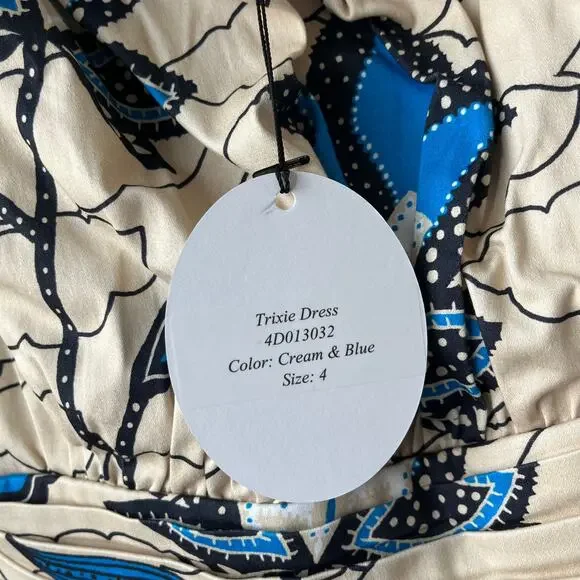 Trixie Dress
4D013032
Color: Cream & Blue
Size: 4